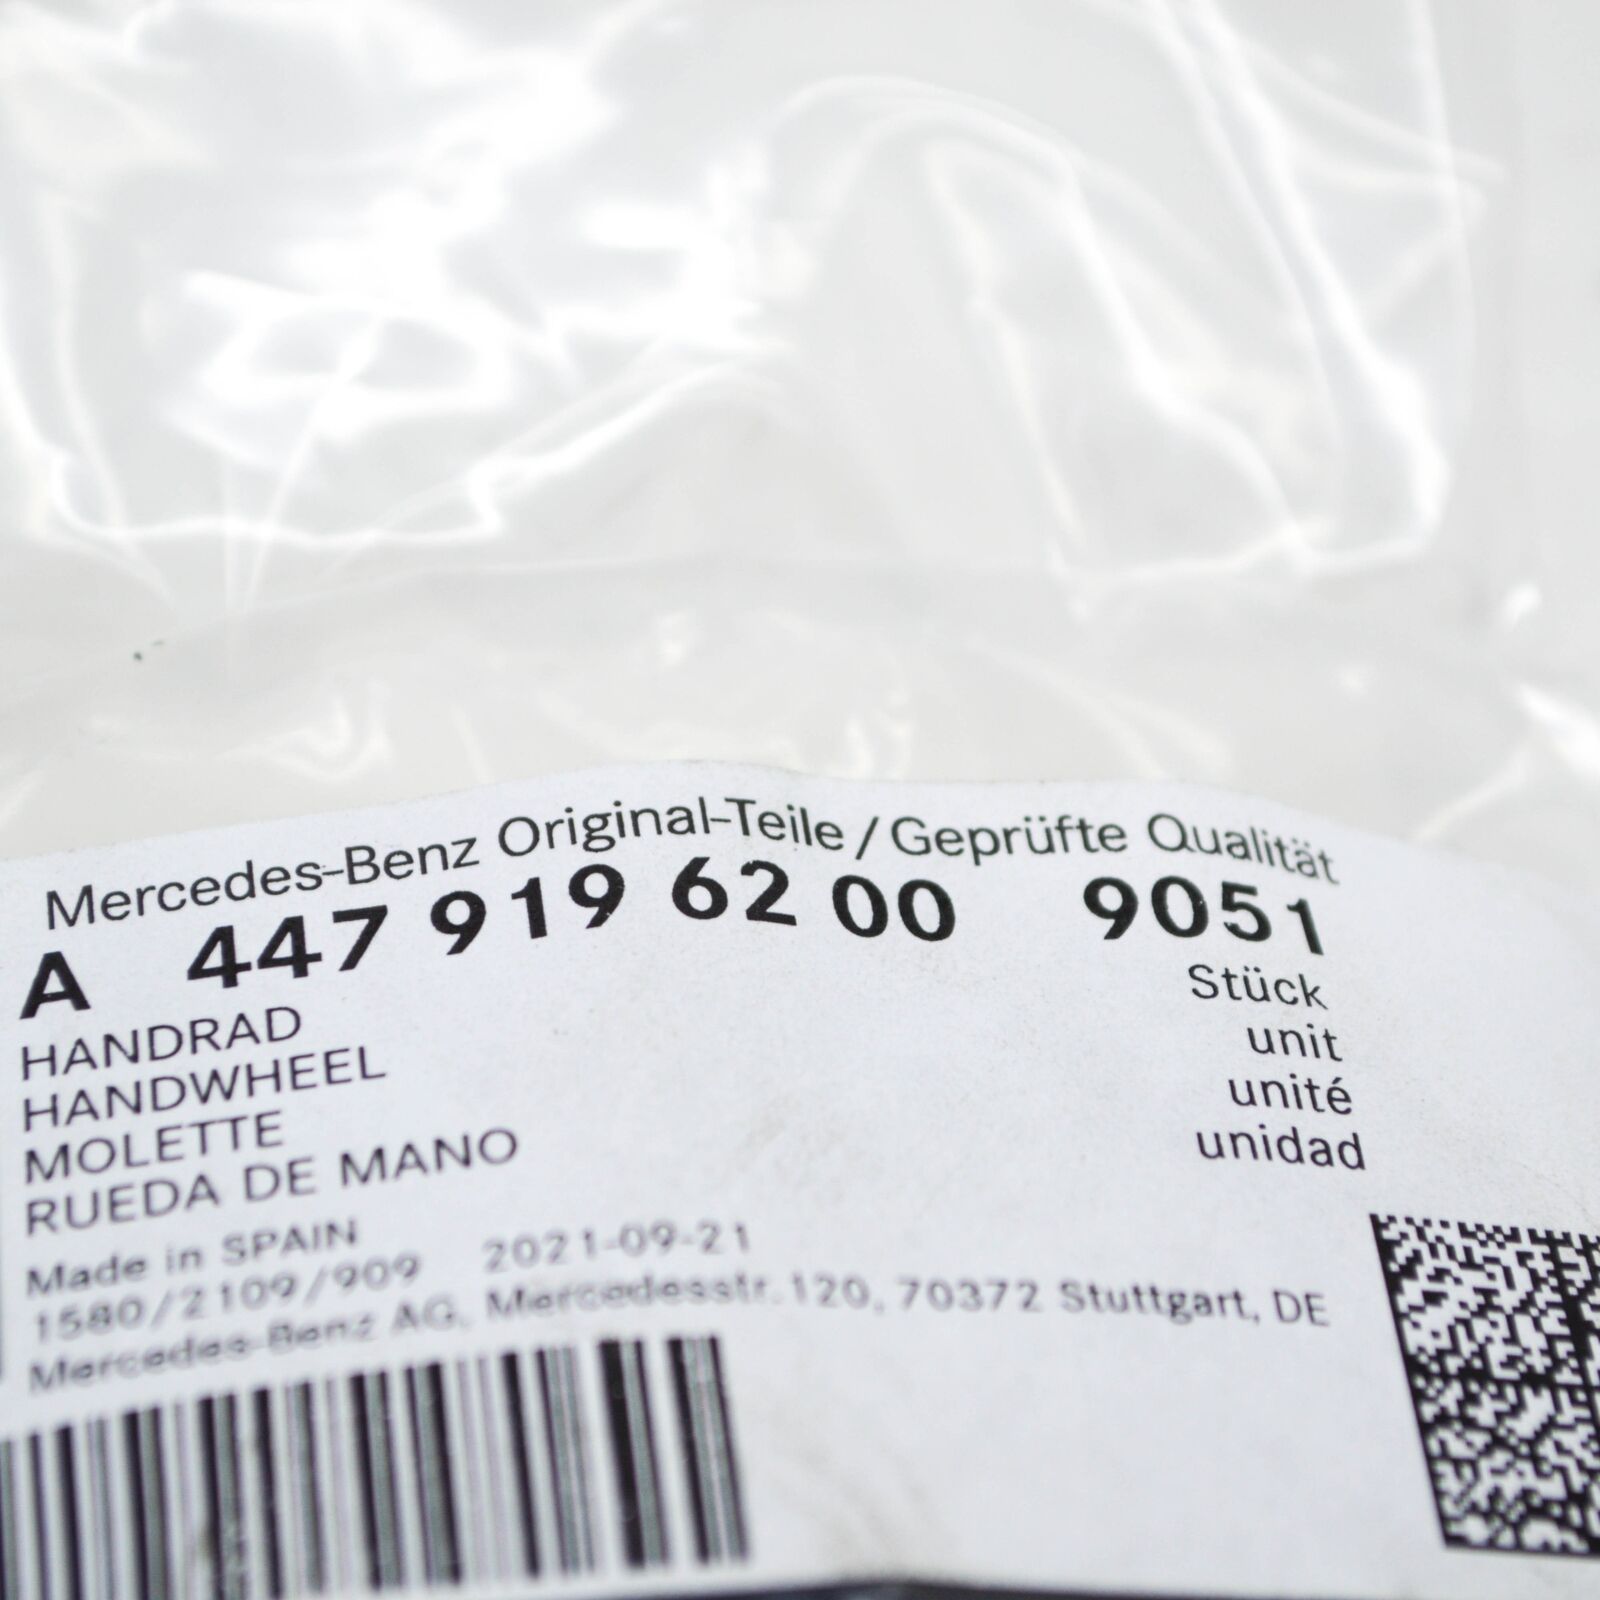 Mercedes-Benz Original-Teile/Geprüfte Qualität
A 447 919 62 00 9051
HANDRAD
HANDWHEEL
MOLETTE
RUEDA DE MANO
Stück
unit
unité
unidad
Made in SPAIN
1580/2109/909 2021-09-21
Mercedes-Benz AG, Mercedesstr.120, 70372 Stuttgart, DE